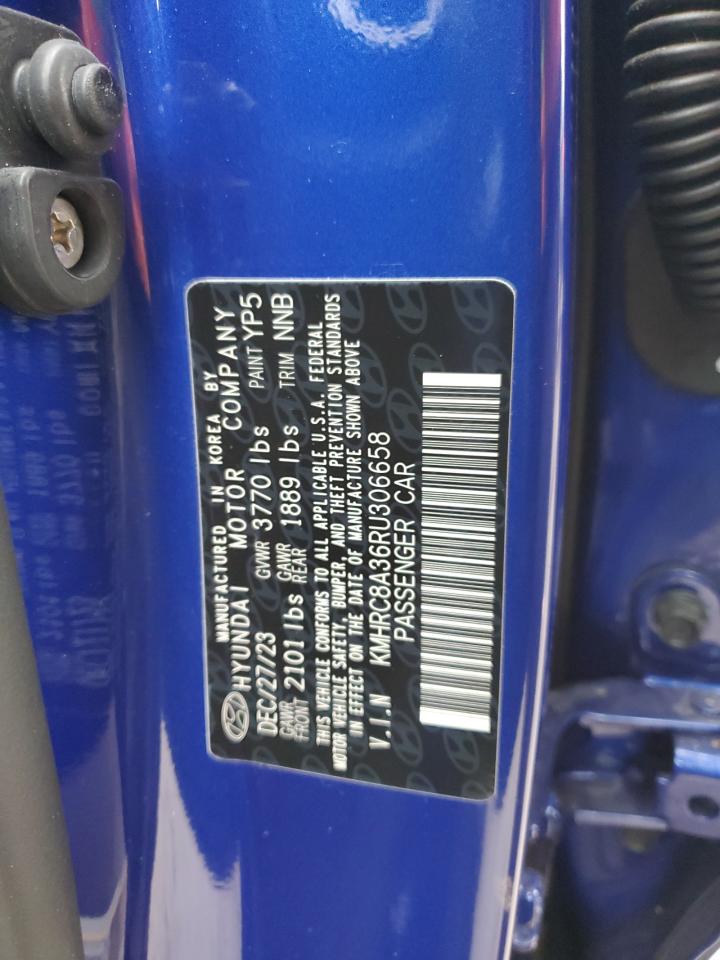 MANUFACTURED IN KOREA BY
HYUNDAI MOTOR COMPANY
DEC/27/23 GVWR 3770 lbs PAINT YP5
GAWR FRONT 2101 lbs GAWR REAR 1889 lbs TRIM NNB
THIS VEHICLE CONFORMS TO ALL APPLICABLE U.S.A. FEDERAL
MOTOR VEHICLE SAFETY, BUMPER, AND THEFT PREVENTION STANDARDS
IN EFFECT ON THE DATE OF MANUFACTURE SHOWN ABOVE
V.I.N KMHRC8A36RU306658
PASSENGER CAR